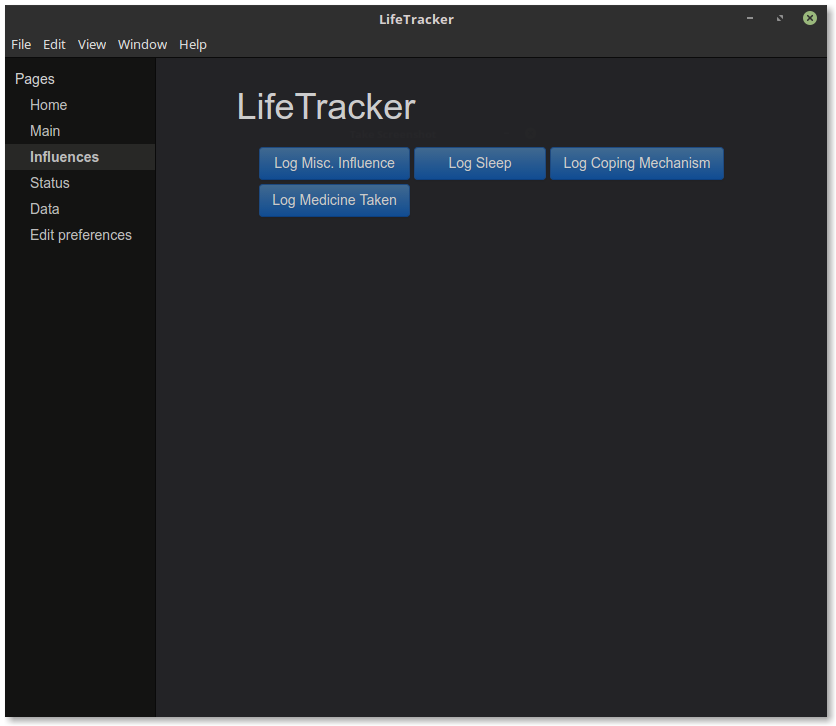 LifeTracker
File Edit View Window Help
Pages
Home
Main
Influences
Status
Data
Edit preferences
LifeTracker
Log Misc. Influence Log Sleep Log Coping Mechanism
Log Medicine Taken